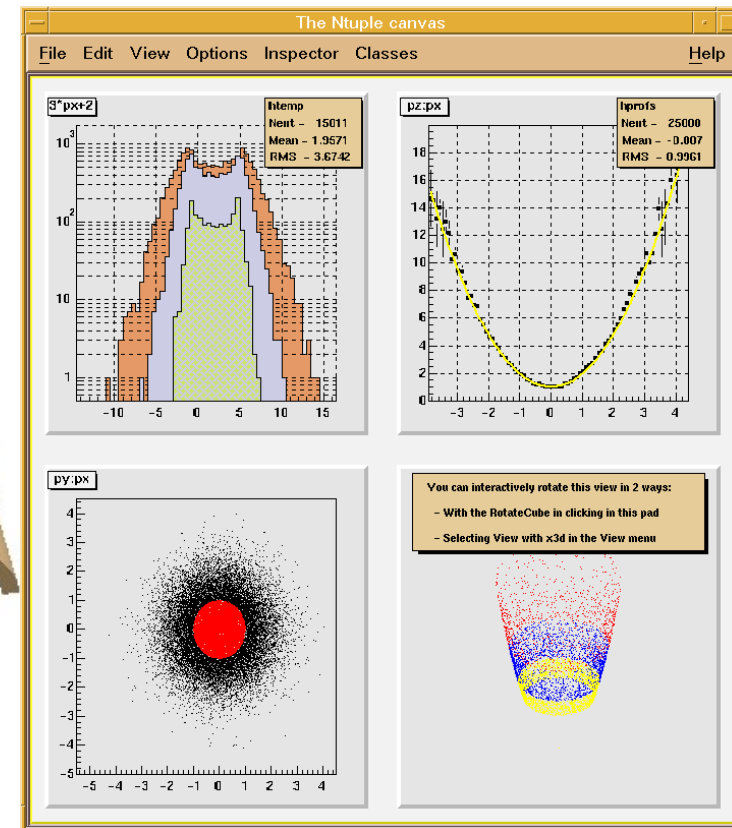 The Ntuple canvas
File Edit View Options Inspector Classes Help
3*px+2
htemp
Nent = 15011
Mean = 1.9571
RMS = 3.6742
10³
10²
10
1
-10 -5 0 5 10 15
pz:px
hprofs
Nent = 25000
Mean = -0.007
RMS = 0.9961
18
16
14
12
10
8
6
4
2
0
-3 -2 -1 0 1 2 3 4
py:px
4
3
2
1
0
-1
-2
-3
-4
-5
-5 -4 -3 -2 -1 0 1 2 3 4
You can interactively rotate this view in 2 ways:
- With the RotateCube in clicking in this pad
- Selecting View with x3d in the View menu